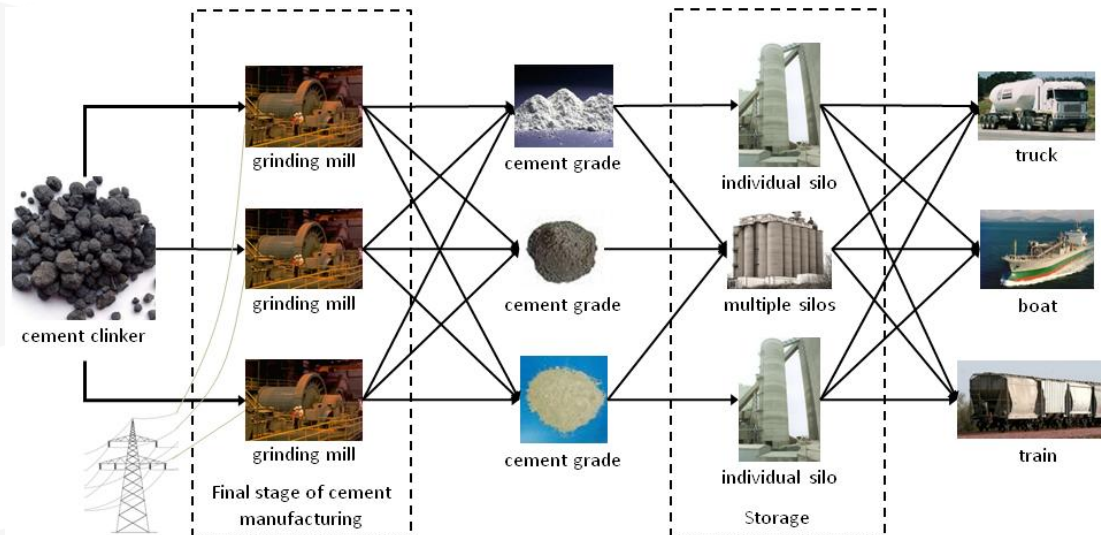 grinding mill
cement grade
individual silo
truck
grinding mill
cement grade
multiple silos
boat
cement clinker
grinding mill
cement grade
individual silo
train
Final stage of cement
manufacturing
Storage